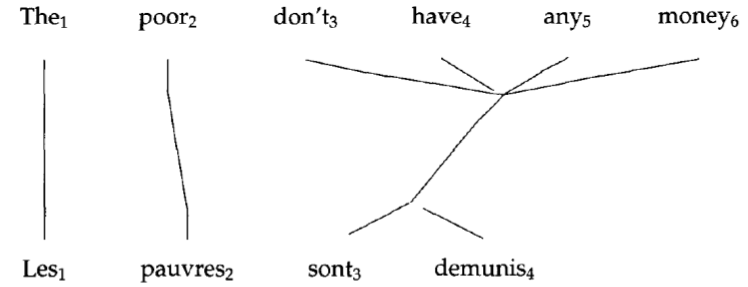 The₁ poor₂ don't₃ have₄ any₅ money₆
Les₁ pauvres₂ sont₃ demunis₄